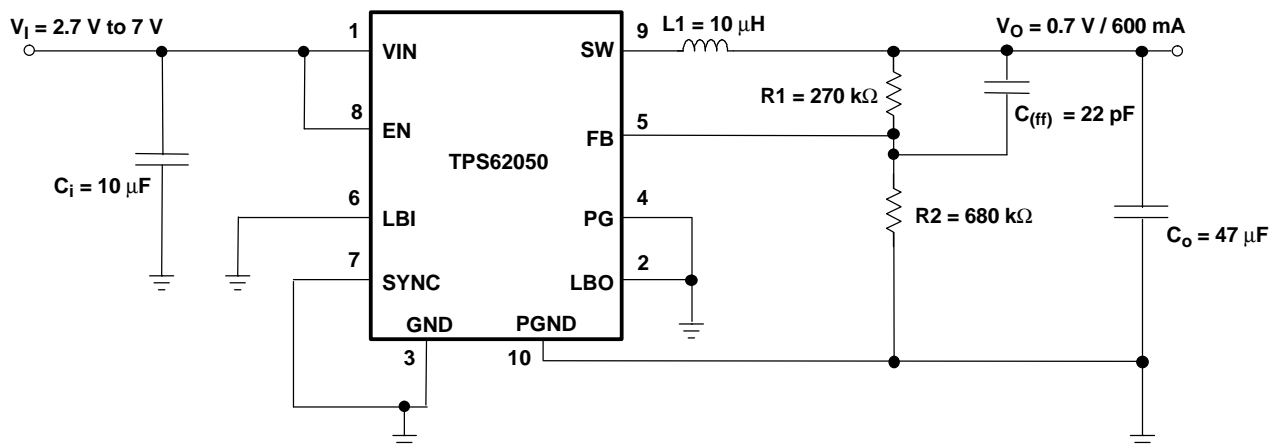 V_I = 2.7 V to 7 V
1
VIN
8
EN
C_i = 10 μF
6
LBI
7
SYNC
GND
3
PGND
10
TPS62050
9
SW
L1 = 10 μH
V_O = 0.7 V / 600 mA
R1 = 270 kΩ
C_(ff) = 22 pF
5
FB
4
PG
R2 = 680 kΩ
2
LBO
C_o = 47 μF